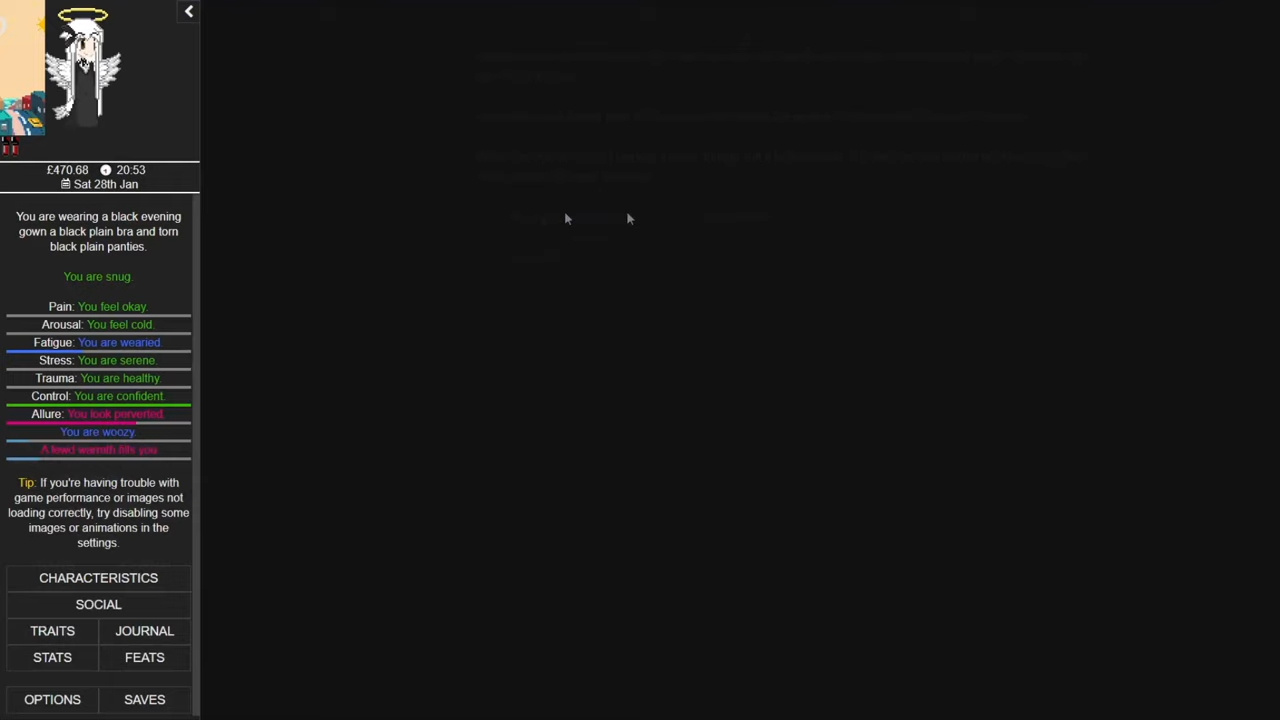 £470.68 20:53
Sat 28th Jan
You are wearing a black evening
gown a black plain bra and torn
black plain panties.
You are snug.
Pain: You feel okay.
Arousal: You feel cold.
Fatigue: You are wearied.
Stress: You are serene.
Trauma: You are healthy.
Control: You are confident.
Allure: You look perverted.
You are woozy.
A lewd warmth fills you.
Tip: If you're having trouble with
game performance or images not
loading correctly, try disabling some
images or animations in the
settings.
CHARACTERISTICS
SOCIAL
TRAITS JOURNAL
STATS FEATS
OPTIONS SAVES